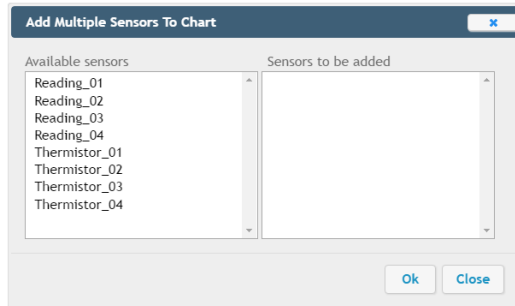 Add Multiple Sensors To Chart
Available sensors
Reading_01
Reading_02
Reading_03
Reading_04
Thermistor_01
Thermistor_02
Thermistor_03
Thermistor_04
Sensors to be added
Ok
Close